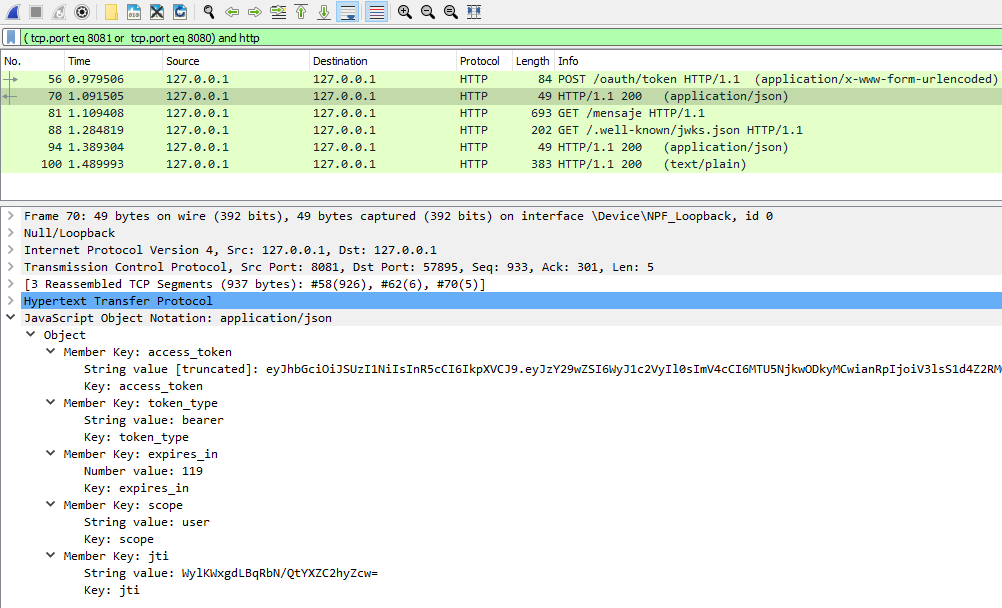 ( tcp.port eq 8081 or tcp.port eq 8080) and http
No. Time Source Destination Protocol Length Info
56 0.979506 127.0.0.1 127.0.0.1 HTTP 84 POST /oauth/token HTTP/1.1 (application/x-www-form-urlencoded)
70 1.091505 127.0.0.1 127.0.0.1 HTTP 49 HTTP/1.1 200 (application/json)
81 1.109408 127.0.0.1 127.0.0.1 HTTP 693 GET /mensaje HTTP/1.1
88 1.284819 127.0.0.1 127.0.0.1 HTTP 202 GET /.well-known/jwks.json HTTP/1.1
94 1.389304 127.0.0.1 127.0.0.1 HTTP 49 HTTP/1.1 200 (application/json)
100 1.489993 127.0.0.1 127.0.0.1 HTTP 383 HTTP/1.1 200 (text/plain)
Frame 70: 49 bytes on wire (392 bits), 49 bytes captured (392 bits) on interface \Device\NPF_Loopback, id 0
Null/Loopback
Internet Protocol Version 4, Src: 127.0.0.1, Dst: 127.0.0.1
Transmission Control Protocol, Src Port: 8081, Dst Port: 57895, Seq: 933, Ack: 301, Len: 5
[3 Reassembled TCP Segments (937 bytes): #58(926), #62(6), #70(5)]
Hypertext Transfer Protocol
JavaScript Object Notation: application/json
Object
Member Key: access_token
String value [truncated]: eyJhbGciOiJSUzI1NiIsInR5cCI6IkpXVCJ9.eyJzY29wZSI6WyJ1c2VyIl0sImV4cCI6MTU5NjkwODkyMCwianRpIjoiV3lsS1d4Z2RM
Key: access_token
Member Key: token_type
String value: bearer
Key: token_type
Member Key: expires_in
Number value: 119
Key: expires_in
Member Key: scope
String value: user
Key: scope
Member Key: jti
String value: WylKWxgdLBqRbN/QtYXZC2hyZcw=
Key: jti